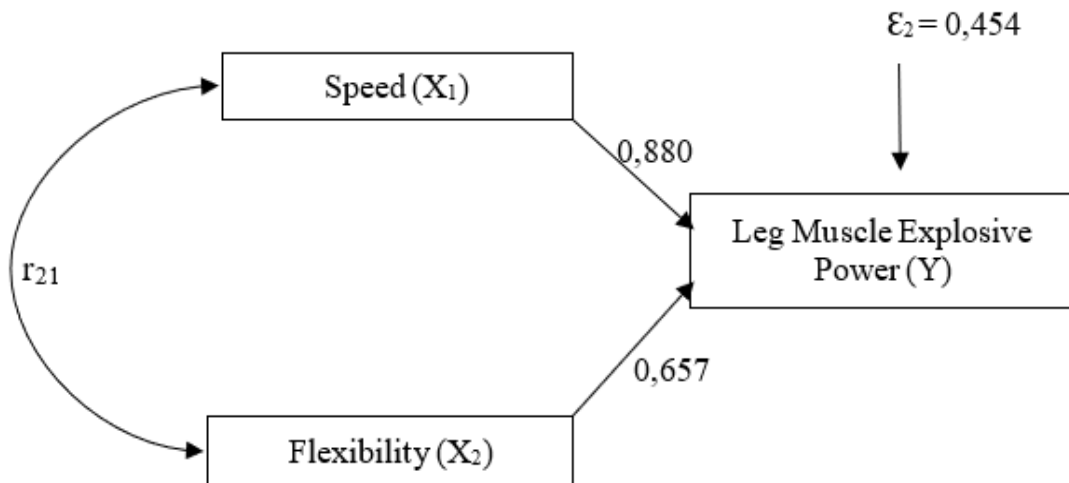 Ɛ₂ = 0,454
Speed (X₁)
0,880
Leg Muscle Explosive
Power (Y)
r₂₁
0,657
Flexibility (X₂)